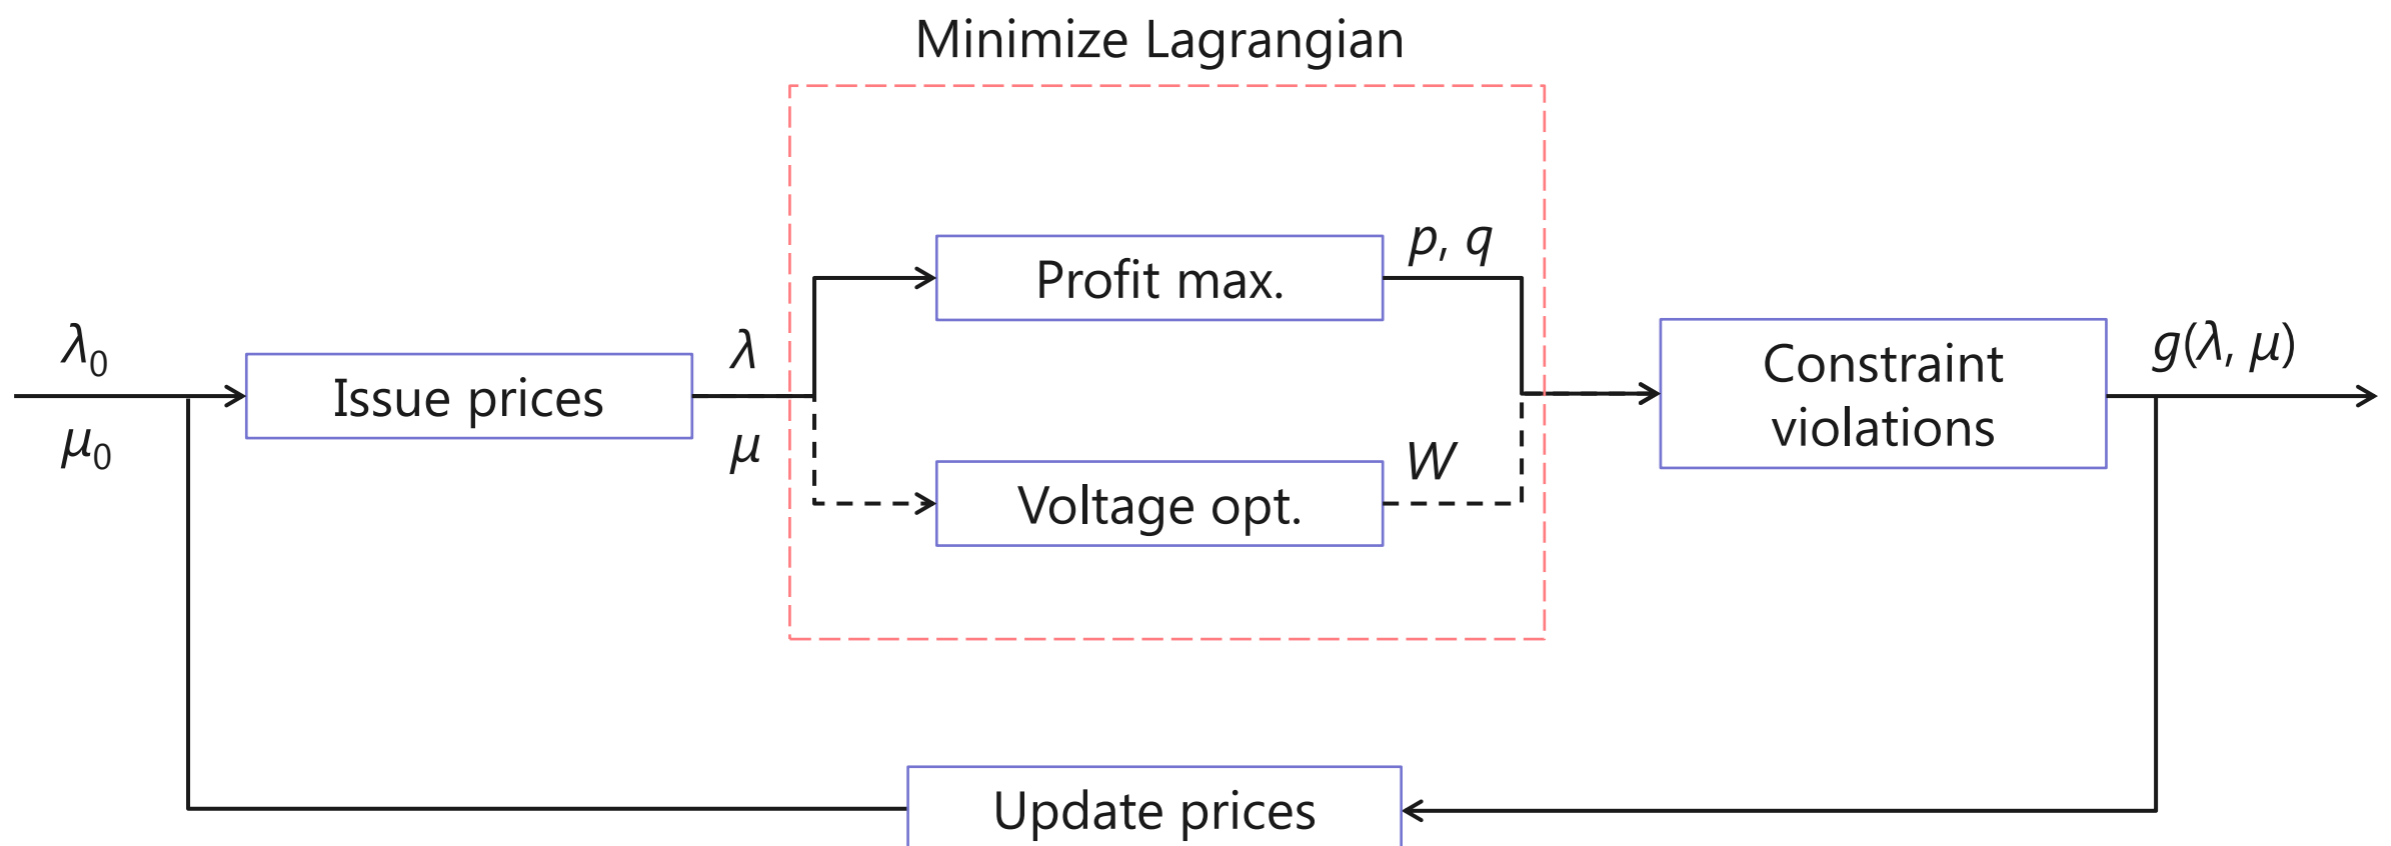 Minimize Lagrangian
p, q
Profit max.
λ₀
λ
g(λ, μ)
Constraint
violations
Issue prices
μ₀
μ
W
Voltage opt.
Update prices